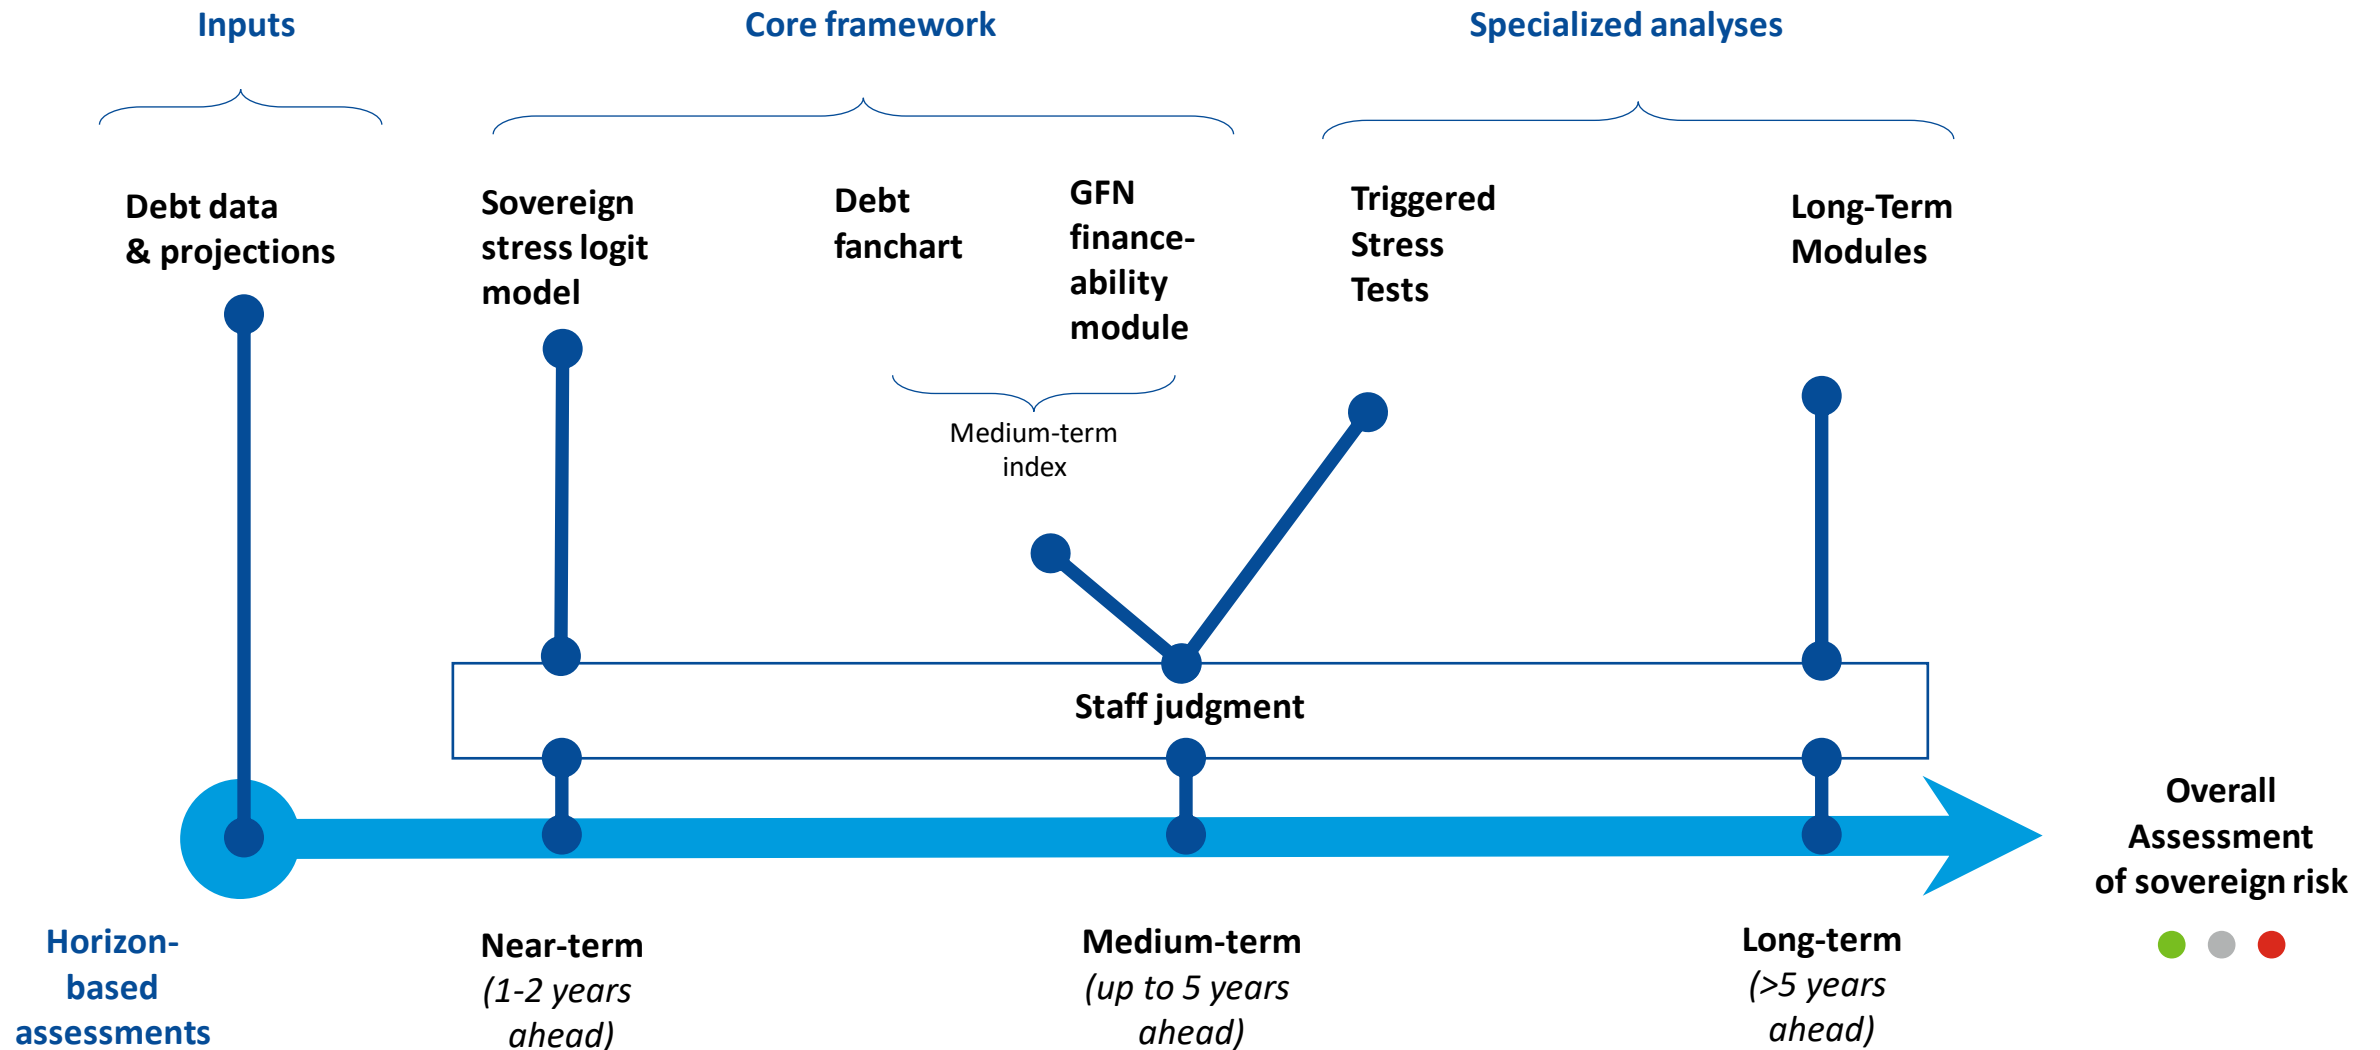 Inputs
Core framework
Specialized analyses
Debt data
& projections
Sovereign
stress logit
model
Debt
fanchart
GFN
finance-
ability
module
Triggered
Stress
Tests
Long-Term
Modules
Medium-term
index
Staff judgment
Overall
Assessment
of sovereign risk
Horizon-
based
assessments
Near-term
(1-2 years
ahead)
Medium-term
(up to 5 years
ahead)
Long-term
(>5 years
ahead)